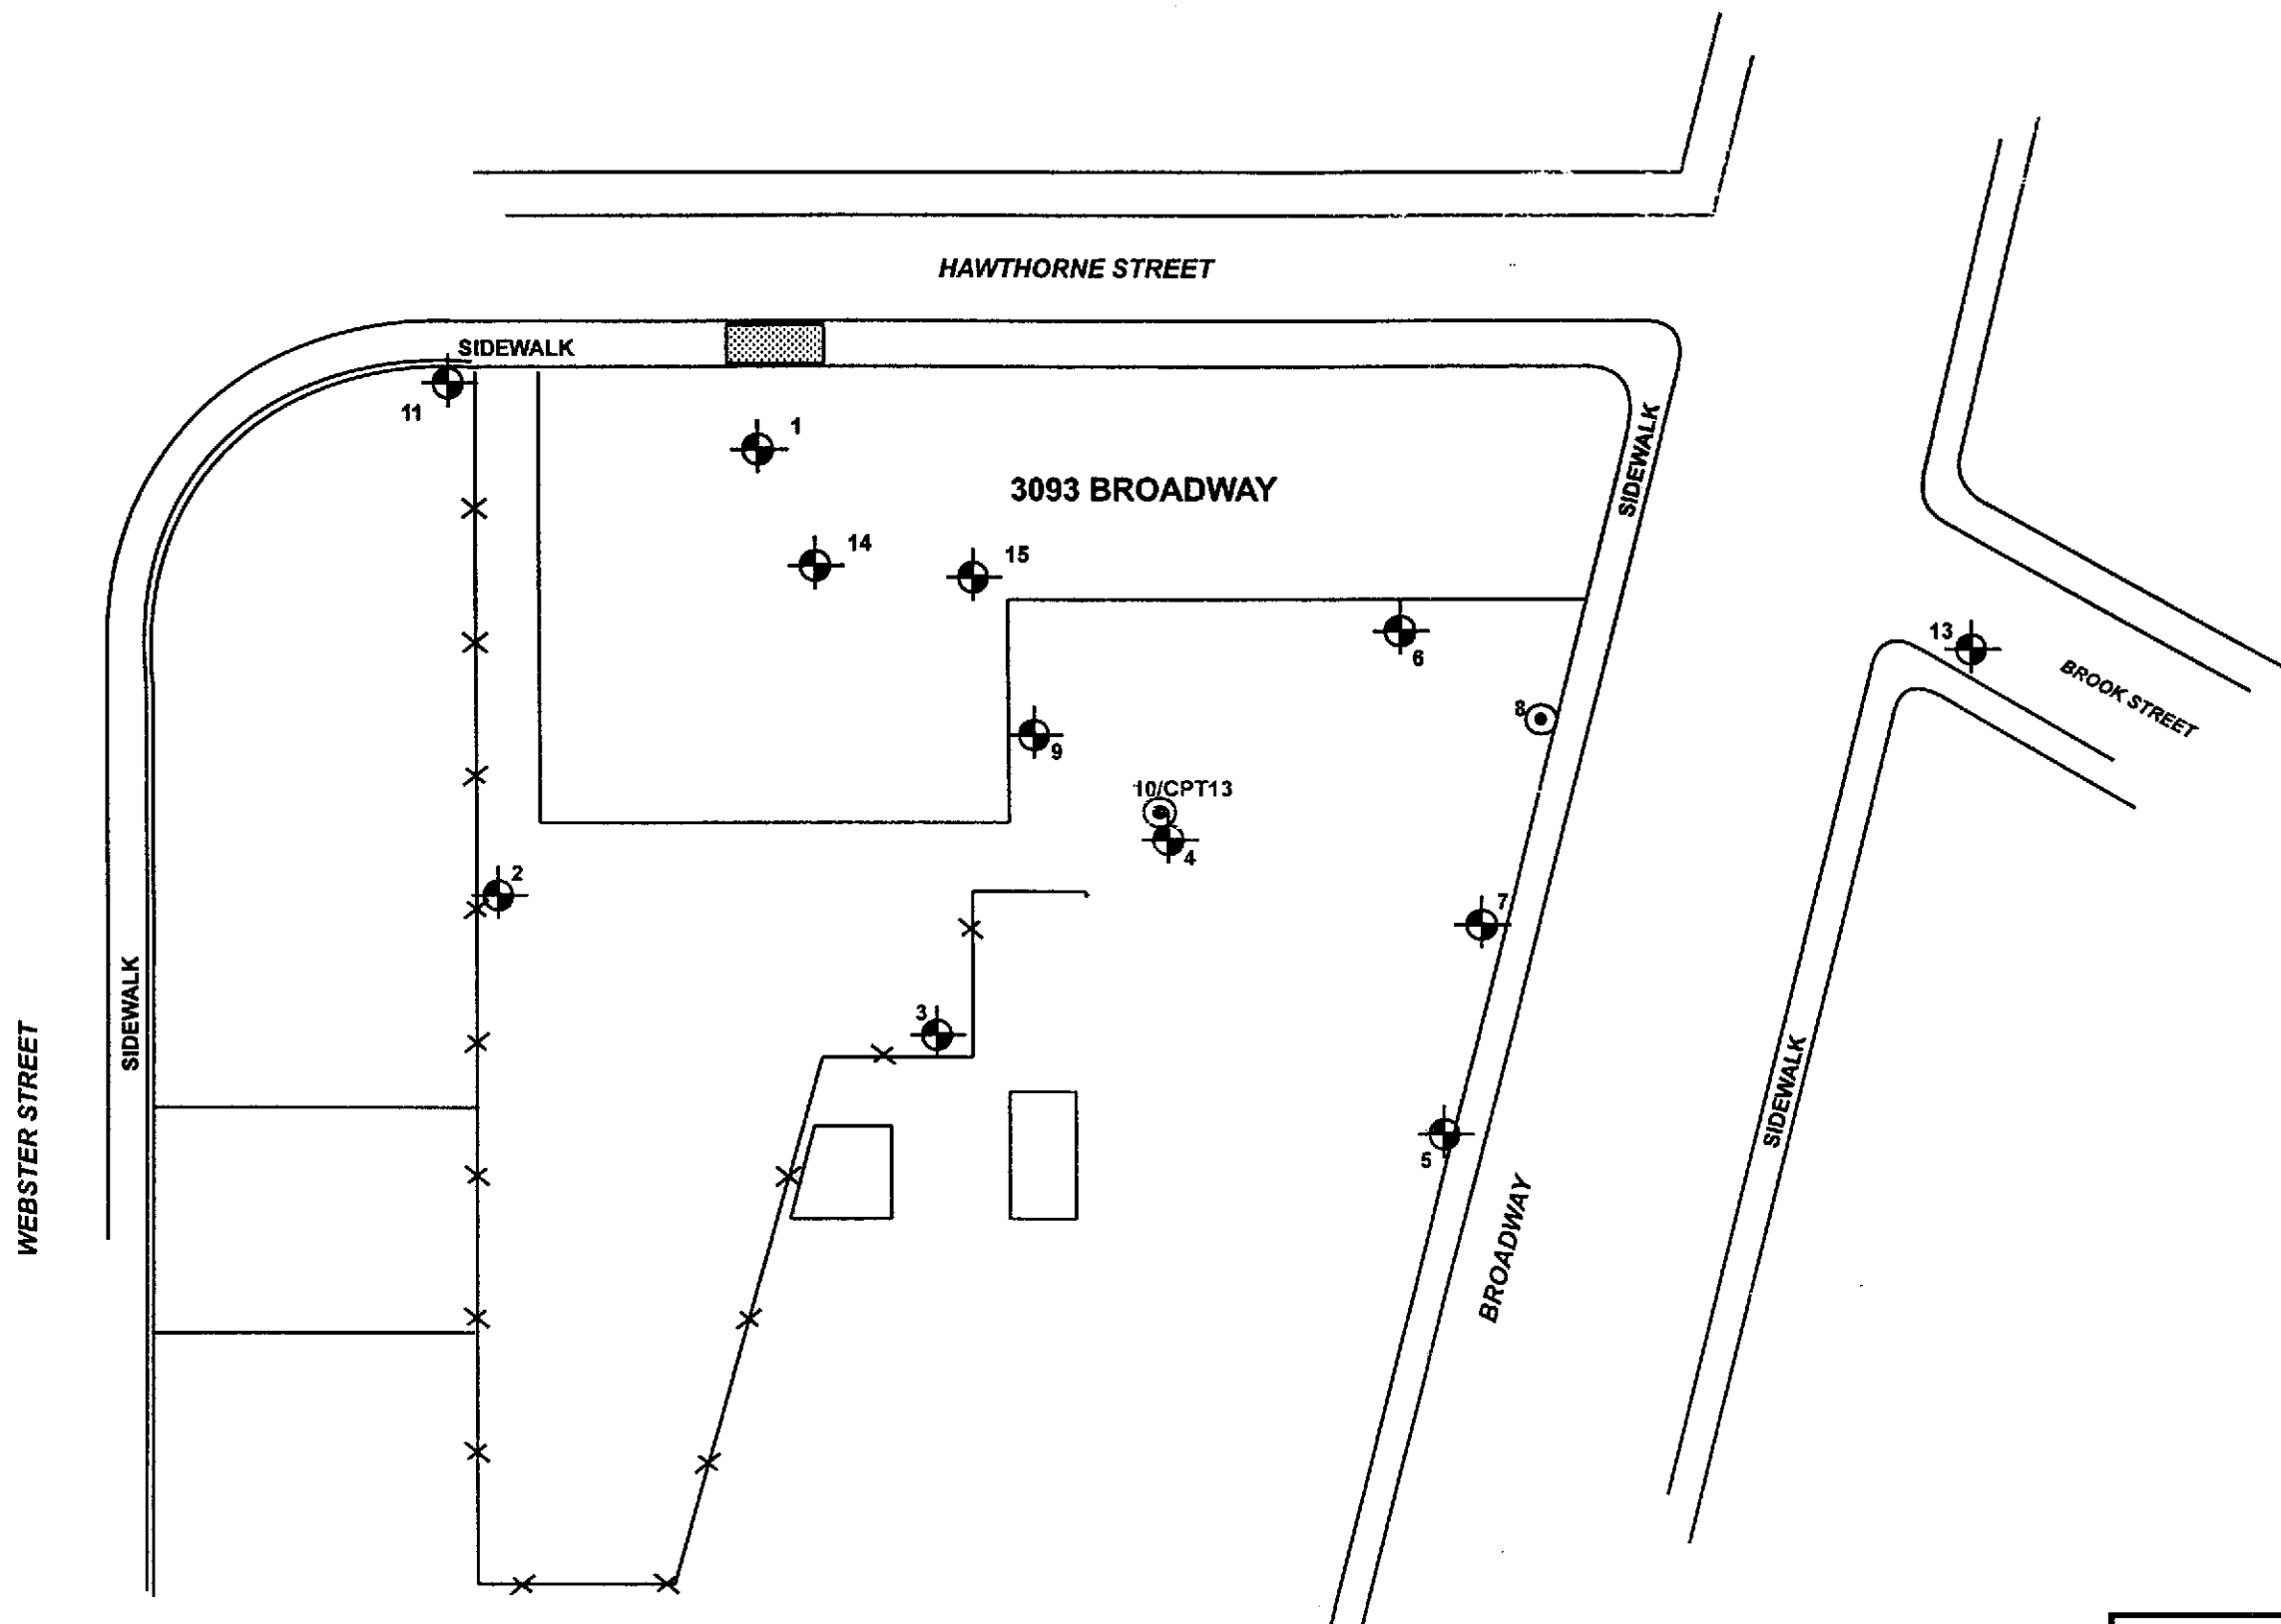 HAWTHORNE STREET
SIDEWALK
11
1
3093 BROADWAY
SIDEWALK
14
15
6
13
BROOK STREET
8
9
10/CPT13
4
2
7
SIDEWALK
3
WEBSTER STREET
SIDEWALK
5
BROADWAY